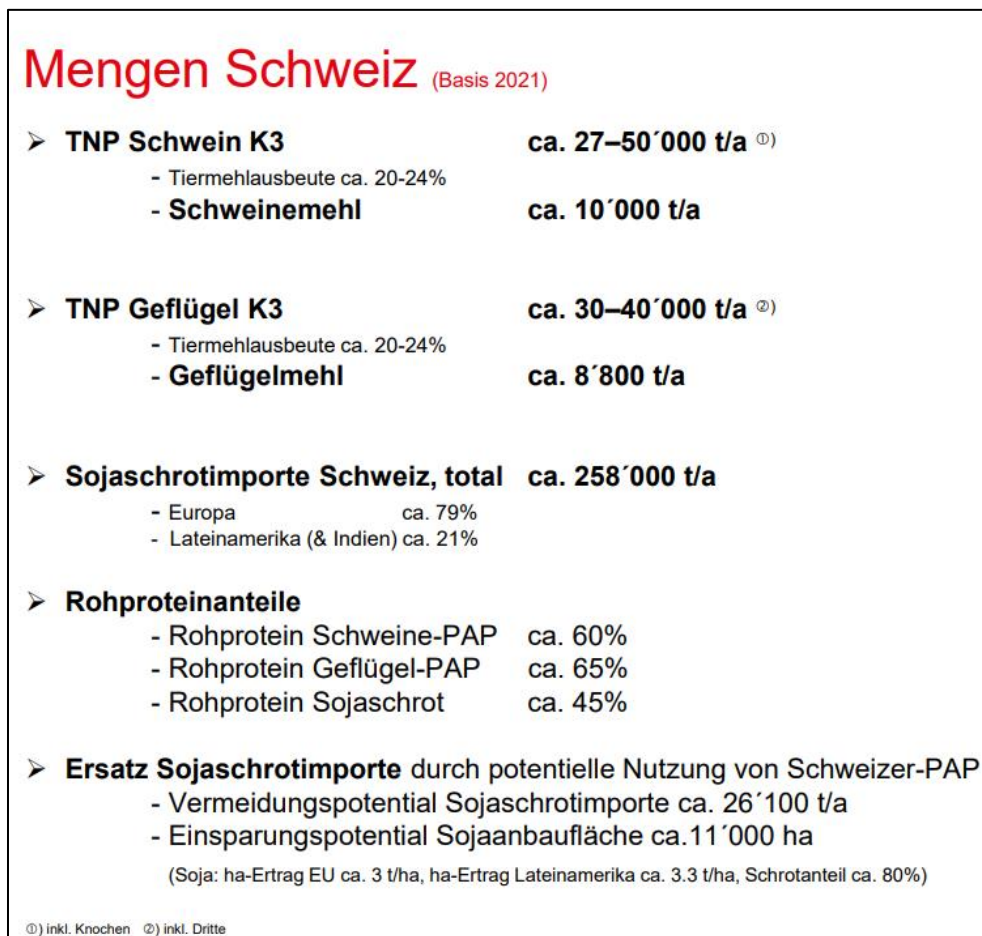 Mengen Schweiz (Basis 2021)
➢ TNP Schwein K3 ca. 27–50´000 t/a ①)
- Tiermehlausbeute ca. 20-24%
- Schweinemehl ca. 10´000 t/a
➢ TNP Geflügel K3 ca. 30–40´000 t/a ②)
- Tiermehlausbeute ca. 20-24%
- Geflügelmehl ca. 8´800 t/a
➢ Sojaschrotimporte Schweiz, total ca. 258´000 t/a
- Europa ca. 79%
- Lateinamerika (& Indien) ca. 21%
➢ Rohproteinanteile
- Rohprotein Schweine-PAP ca. 60%
- Rohprotein Geflügel-PAP ca. 65%
- Rohprotein Sojaschrot ca. 45%
➢ Ersatz Sojaschrotimporte durch potentielle Nutzung von Schweizer-PAP
- Vermeidungspotential Sojaschrotimporte ca. 26´100 t/a
- Einsparungspotential Sojaanbaufläche ca.11´000 ha
(Soja: ha-Ertrag EU ca. 3 t/ha, ha-Ertrag Lateinamerika ca. 3.3 t/ha, Schrotanteil ca. 80%)
①) inkl. Knochen ②) inkl. Dritte